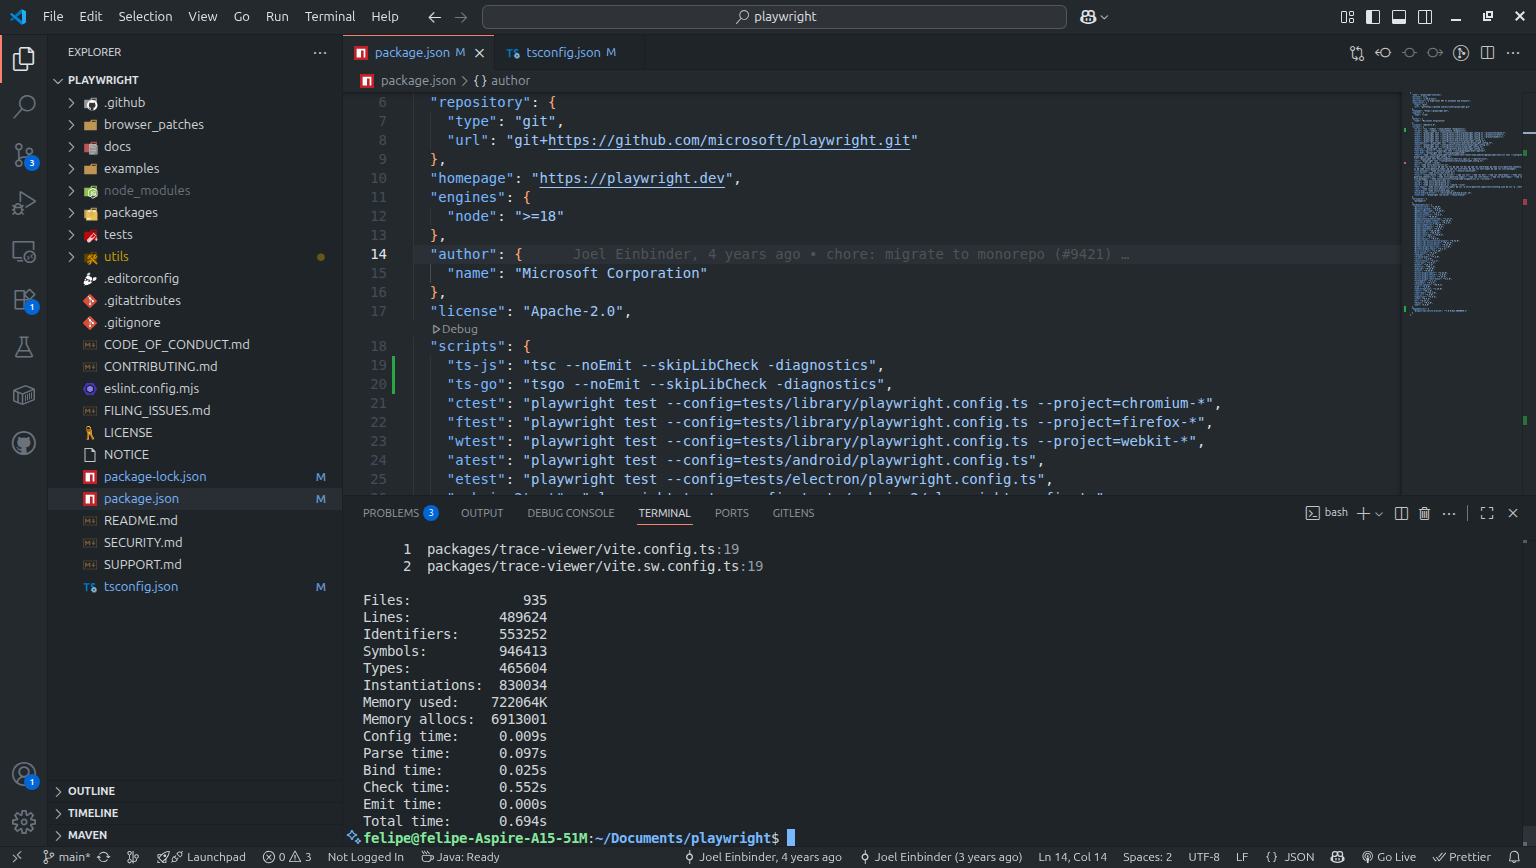 File Edit Selection View Go Run Terminal Help
playwright
EXPLORER
PLAYWRIGHT
.github
browser_patches
docs
examples
node_modules
packages
tests
utils
.editorconfig
.gitattributes
.gitignore
CODE_OF_CONDUCT.md
CONTRIBUTING.md
eslint.config.mjs
FILING_ISSUES.md
LICENSE
NOTICE
package-lock.json M
package.json M
README.md
SECURITY.md
SUPPORT.md
tsconfig.json M
OUTLINE
TIMELINE
MAVEN
3
1
1
package.json M
tsconfig.json M
package.json > {} author
6 "repository": {
7 "type": "git",
8 "url": "git+https://github.com/microsoft/playwright.git"
9 },
10 "homepage": "https://playwright.dev",
11 "engines": {
12 "node": ">=18"
13 },
14 "author": { Joel Einbinder, 4 years ago • chore: migrate to monorepo (#9421) …
15 "name": "Microsoft Corporation"
16 },
17 "license": "Apache-2.0",
Debug
18 "scripts": {
19 "ts-js": "tsc --noEmit --skipLibCheck -diagnostics",
20 "ts-go": "tsgo --noEmit --skipLibCheck -diagnostics",
21 "ctest": "playwright test --config=tests/library/playwright.config.ts --project=chromium-*",
22 "ftest": "playwright test --config=tests/library/playwright.config.ts --project=firefox-*",
23 "wtest": "playwright test --config=tests/library/playwright.config.ts --project=webkit-*",
24 "atest": "playwright test --config=tests/android/playwright.config.ts",
25 "etest": "playwright test --config=tests/electron/playwright.config.ts",
PROBLEMS 3 OUTPUT DEBUG CONSOLE TERMINAL PORTS GITLENS
bash
1 packages/trace-viewer/vite.config.ts:19
2 packages/trace-viewer/vite.sw.config.ts:19
Files: 935
Lines: 489624
Identifiers: 553252
Symbols: 946413
Types: 465604
Instantiations: 830034
Memory used: 722064K
Memory allocs: 6913001
Config time: 0.009s
Parse time: 0.097s
Bind time: 0.025s
Check time: 0.552s
Emit time: 0.000s
Total time: 0.694s
felipe@felipe-Aspire-A15-51M:~/Documents/playwright$
main* Launchpad 0 3 Not Logged In Java: Ready Joel Einbinder, 4 years ago Joel Einbinder (3 years ago) Ln 14, Col 14 Spaces: 2 UTF-8 LF {} JSON Go Live Prettier